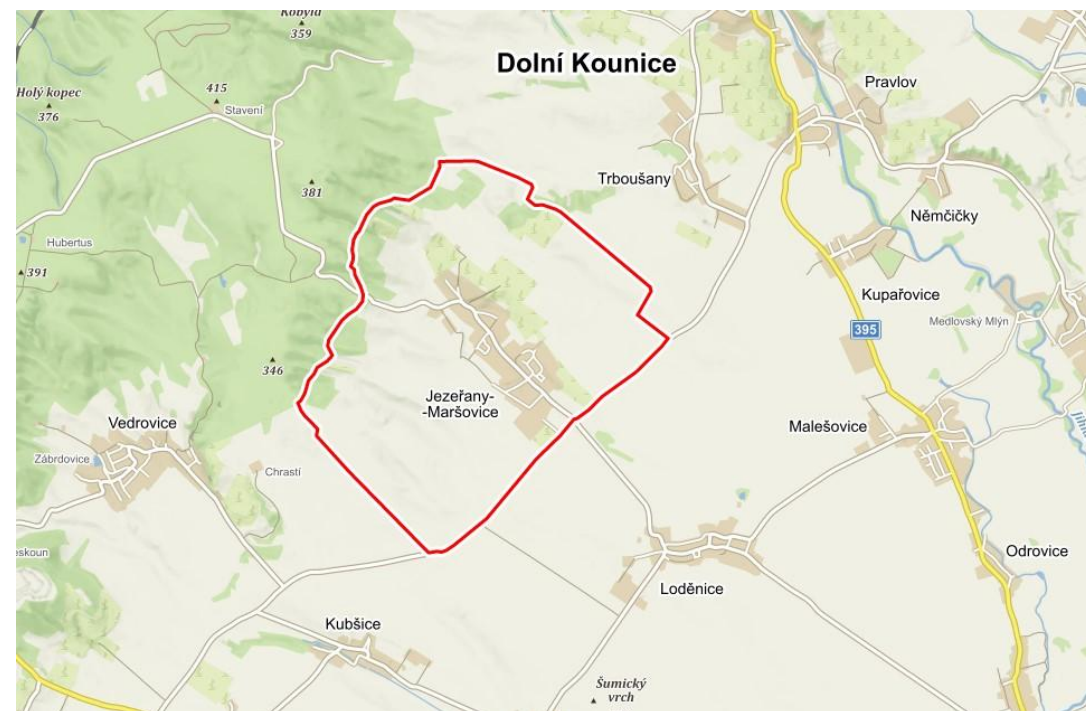 Kobyla
359
Dolní Kounice
Pravlov
Holý kopec
376
415
Stavení
Trboušany
381
Němčičky
Hubertus
391
Kupařovice
Medlovský Mlýn
395
346
Jezeřany-
-Maršovice
Vedrovice
Malešovice
Zábrdovice
Chrastí
Odrovice
Loděnice
Kubšice
Šumický
vrch